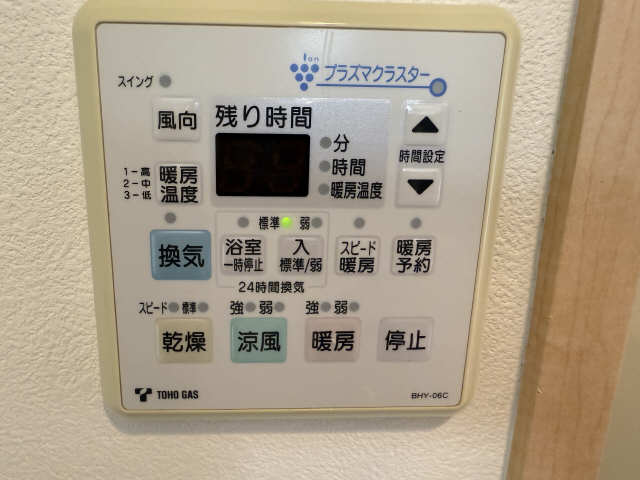 ion
プラズマクラスター
スイング
風向
残り時間
分
時間
暖房温度
▲
時間設定
▼
1－高
2－中
3－低
暖房
温度
標準
弱
換気
浴室
一時停止
入
標準/弱
スピード
暖房
暖房
予約
24時間換気
スピード
標準
強
弱
強
弱
乾燥
涼風
暖房
停止
TOHO GAS
BHY-06C